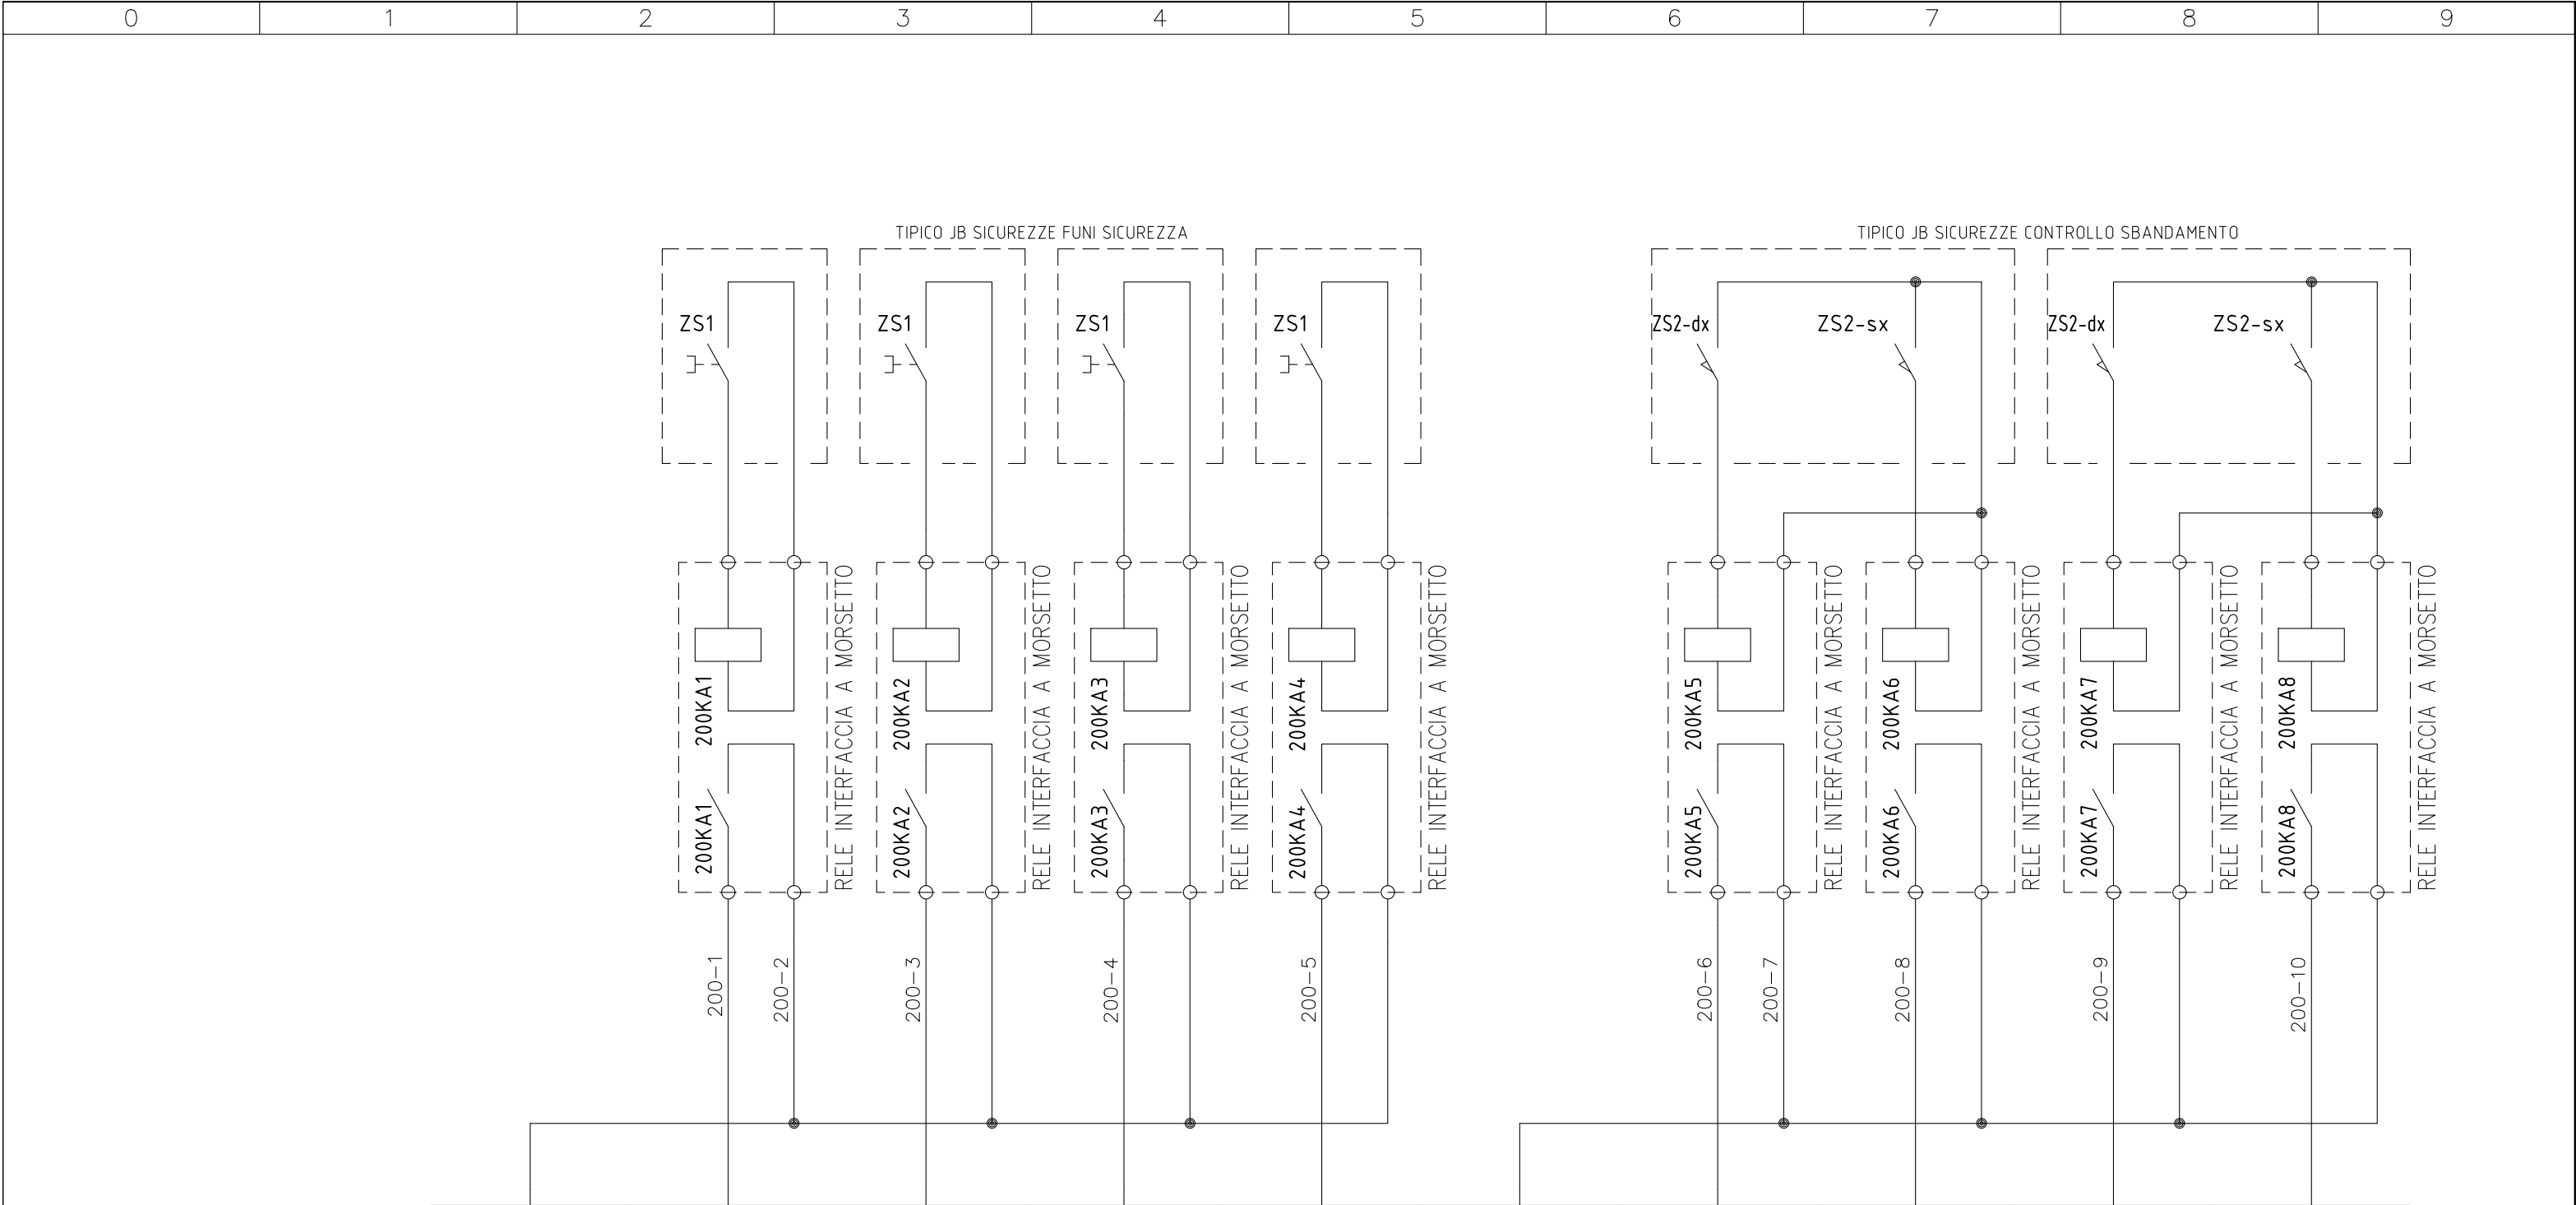 0 1 2 3 4 5 6 7 8 9
TIPICO JB SICUREZZE FUNI SICUREZZA
TIPICO JB SICUREZZE CONTROLLO SBANDAMENTO
ZS1
ZS1
ZS1
ZS1
ZS2-dx
ZS2-sx
ZS2-dx
ZS2-sx
200KA1
200KA1
RELE INTERFACCIA A MORSETTO
200KA2
200KA2
RELE INTERFACCIA A MORSETTO
200KA3
200KA3
RELE INTERFACCIA A MORSETTO
200KA4
200KA4
RELE INTERFACCIA A MORSETTO
200KA5
200KA5
RELE INTERFACCIA A MORSETTO
200KA6
200KA6
RELE INTERFACCIA A MORSETTO
200KA7
200KA7
RELE INTERFACCIA A MORSETTO
200KA8
200KA8
RELE INTERFACCIA A MORSETTO
200-1
200-2
200-3
200-4
200-5
200-6
200-7
200-8
200-9
200-10